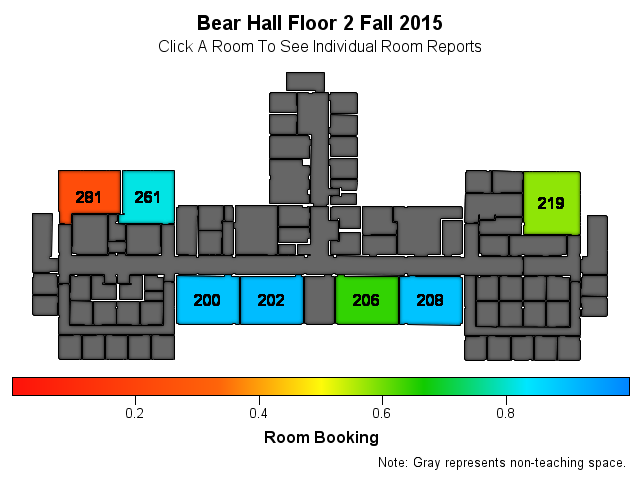 Bear Hall Floor 2 Fall 2015
Click A Room To See Individual Room Reports
281
261
219
200
202
206
208
0.2
0.4
0.6
0.8
Room Booking
Note: Gray represents non-teaching space.